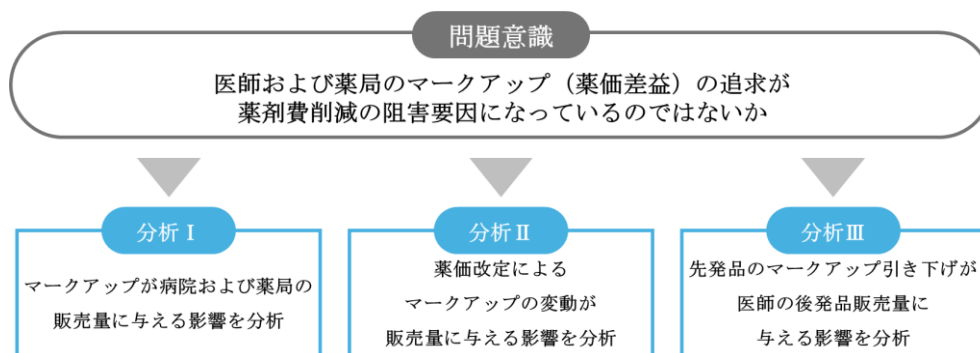 問題意識
医師および薬局のマークアップ（薬価差益）の追求が
薬剤費削減の阻害要因になっているのではないか
分析Ⅰ
マークアップが病院および薬局の
販売量に与える影響を分析
分析Ⅱ
薬価改定による
マークアップの変動が
販売量に与える影響を分析
分析Ⅲ
先発品のマークアップ引き下げが
医師の後発品販売量に
与える影響を分析